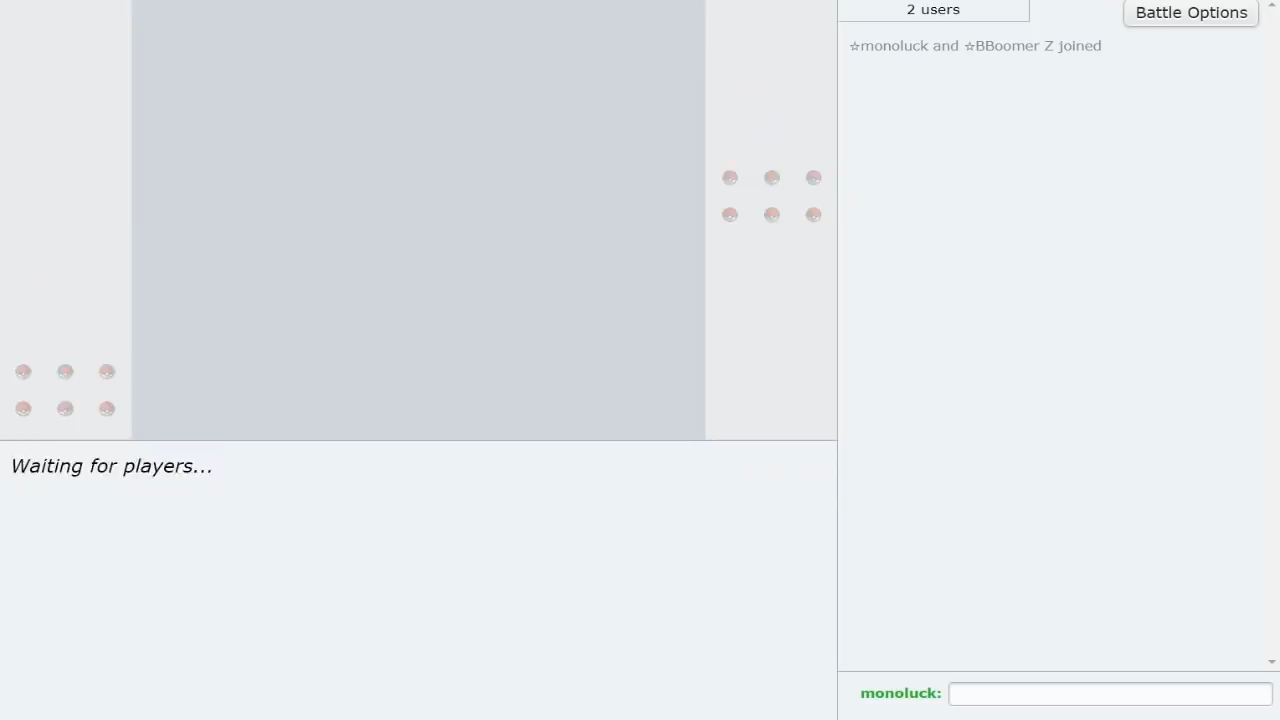 2 users
Battle Options
☆monoluck and ☆BBoomer Z joined
Waiting for players...
monoluck: